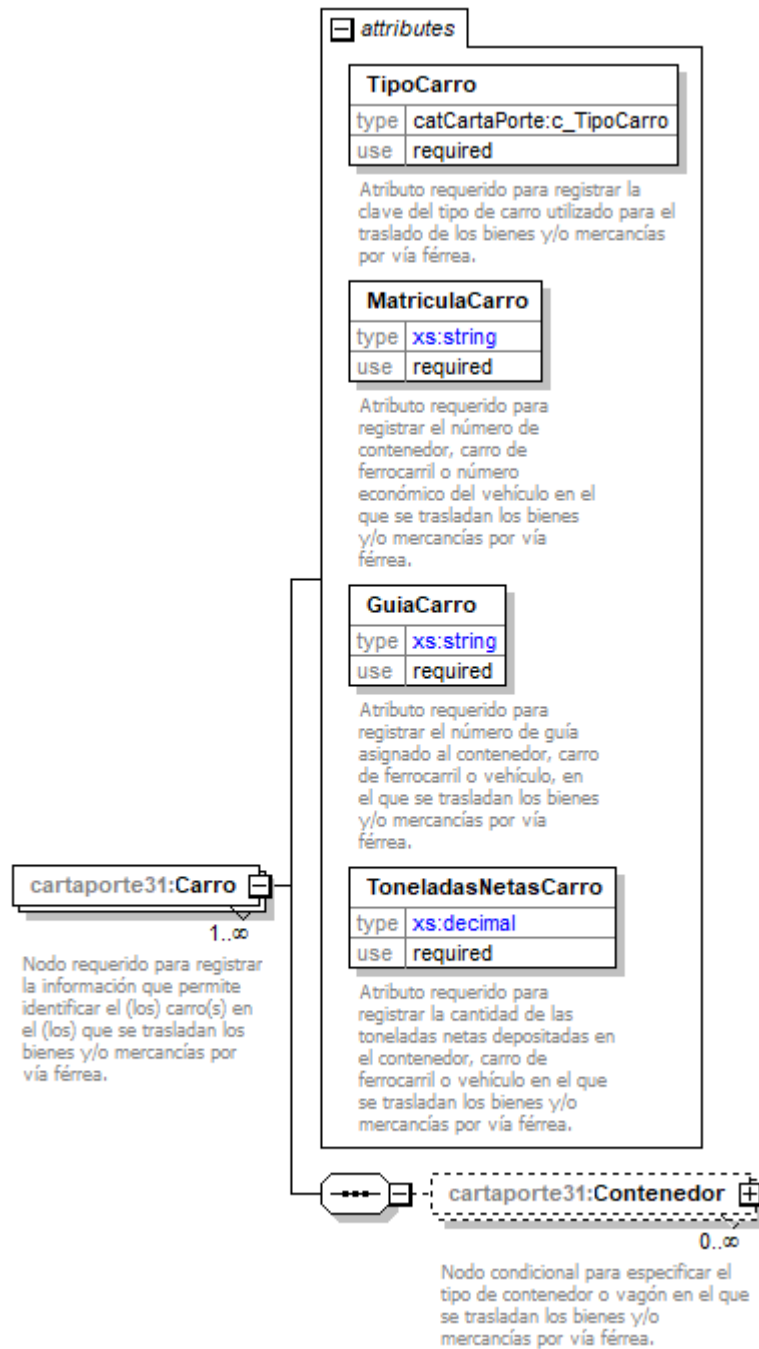 attributes
TipoCarro
type catCartaPorte:c_TipoCarro
use required
Atributo requerido para registrar la
clave del tipo de carro utilizado para el
traslado de los bienes y/o mercancías
por vía férrea.
MatriculaCarro
type xs:string
use required
Atributo requerido para
registrar el número de
contenedor, carro de
ferrocarril o número
económico del vehículo en el
que se trasladan los bienes
y/o mercancías por vía
férrea.
GuiaCarro
type xs:string
use required
Atributo requerido para
registrar el número de guía
asignado al contenedor, carro
de ferrocarril o vehículo, en
el que se trasladan los bienes
y/o mercancías por vía
férrea.
ToneladasNetasCarro
type xs:decimal
use required
Atributo requerido para
registrar la cantidad de las
toneladas netas depositadas en
el contenedor, carro de
ferrocarril o vehículo en el que
se trasladan los bienes y/o
mercancías por vía férrea.
cartaporte31:Carro
1..∞
Nodo requerido para registrar
la información que permite
identificar el (los) carro(s) en
el (los) que se trasladan los
bienes y/o mercancías por
vía férrea.
cartaporte31:Contenedor
0..∞
Nodo condicional para especificar el
tipo de contenedor o vagón en el que
se trasladan los bienes y/o
mercancías por vía férrea.